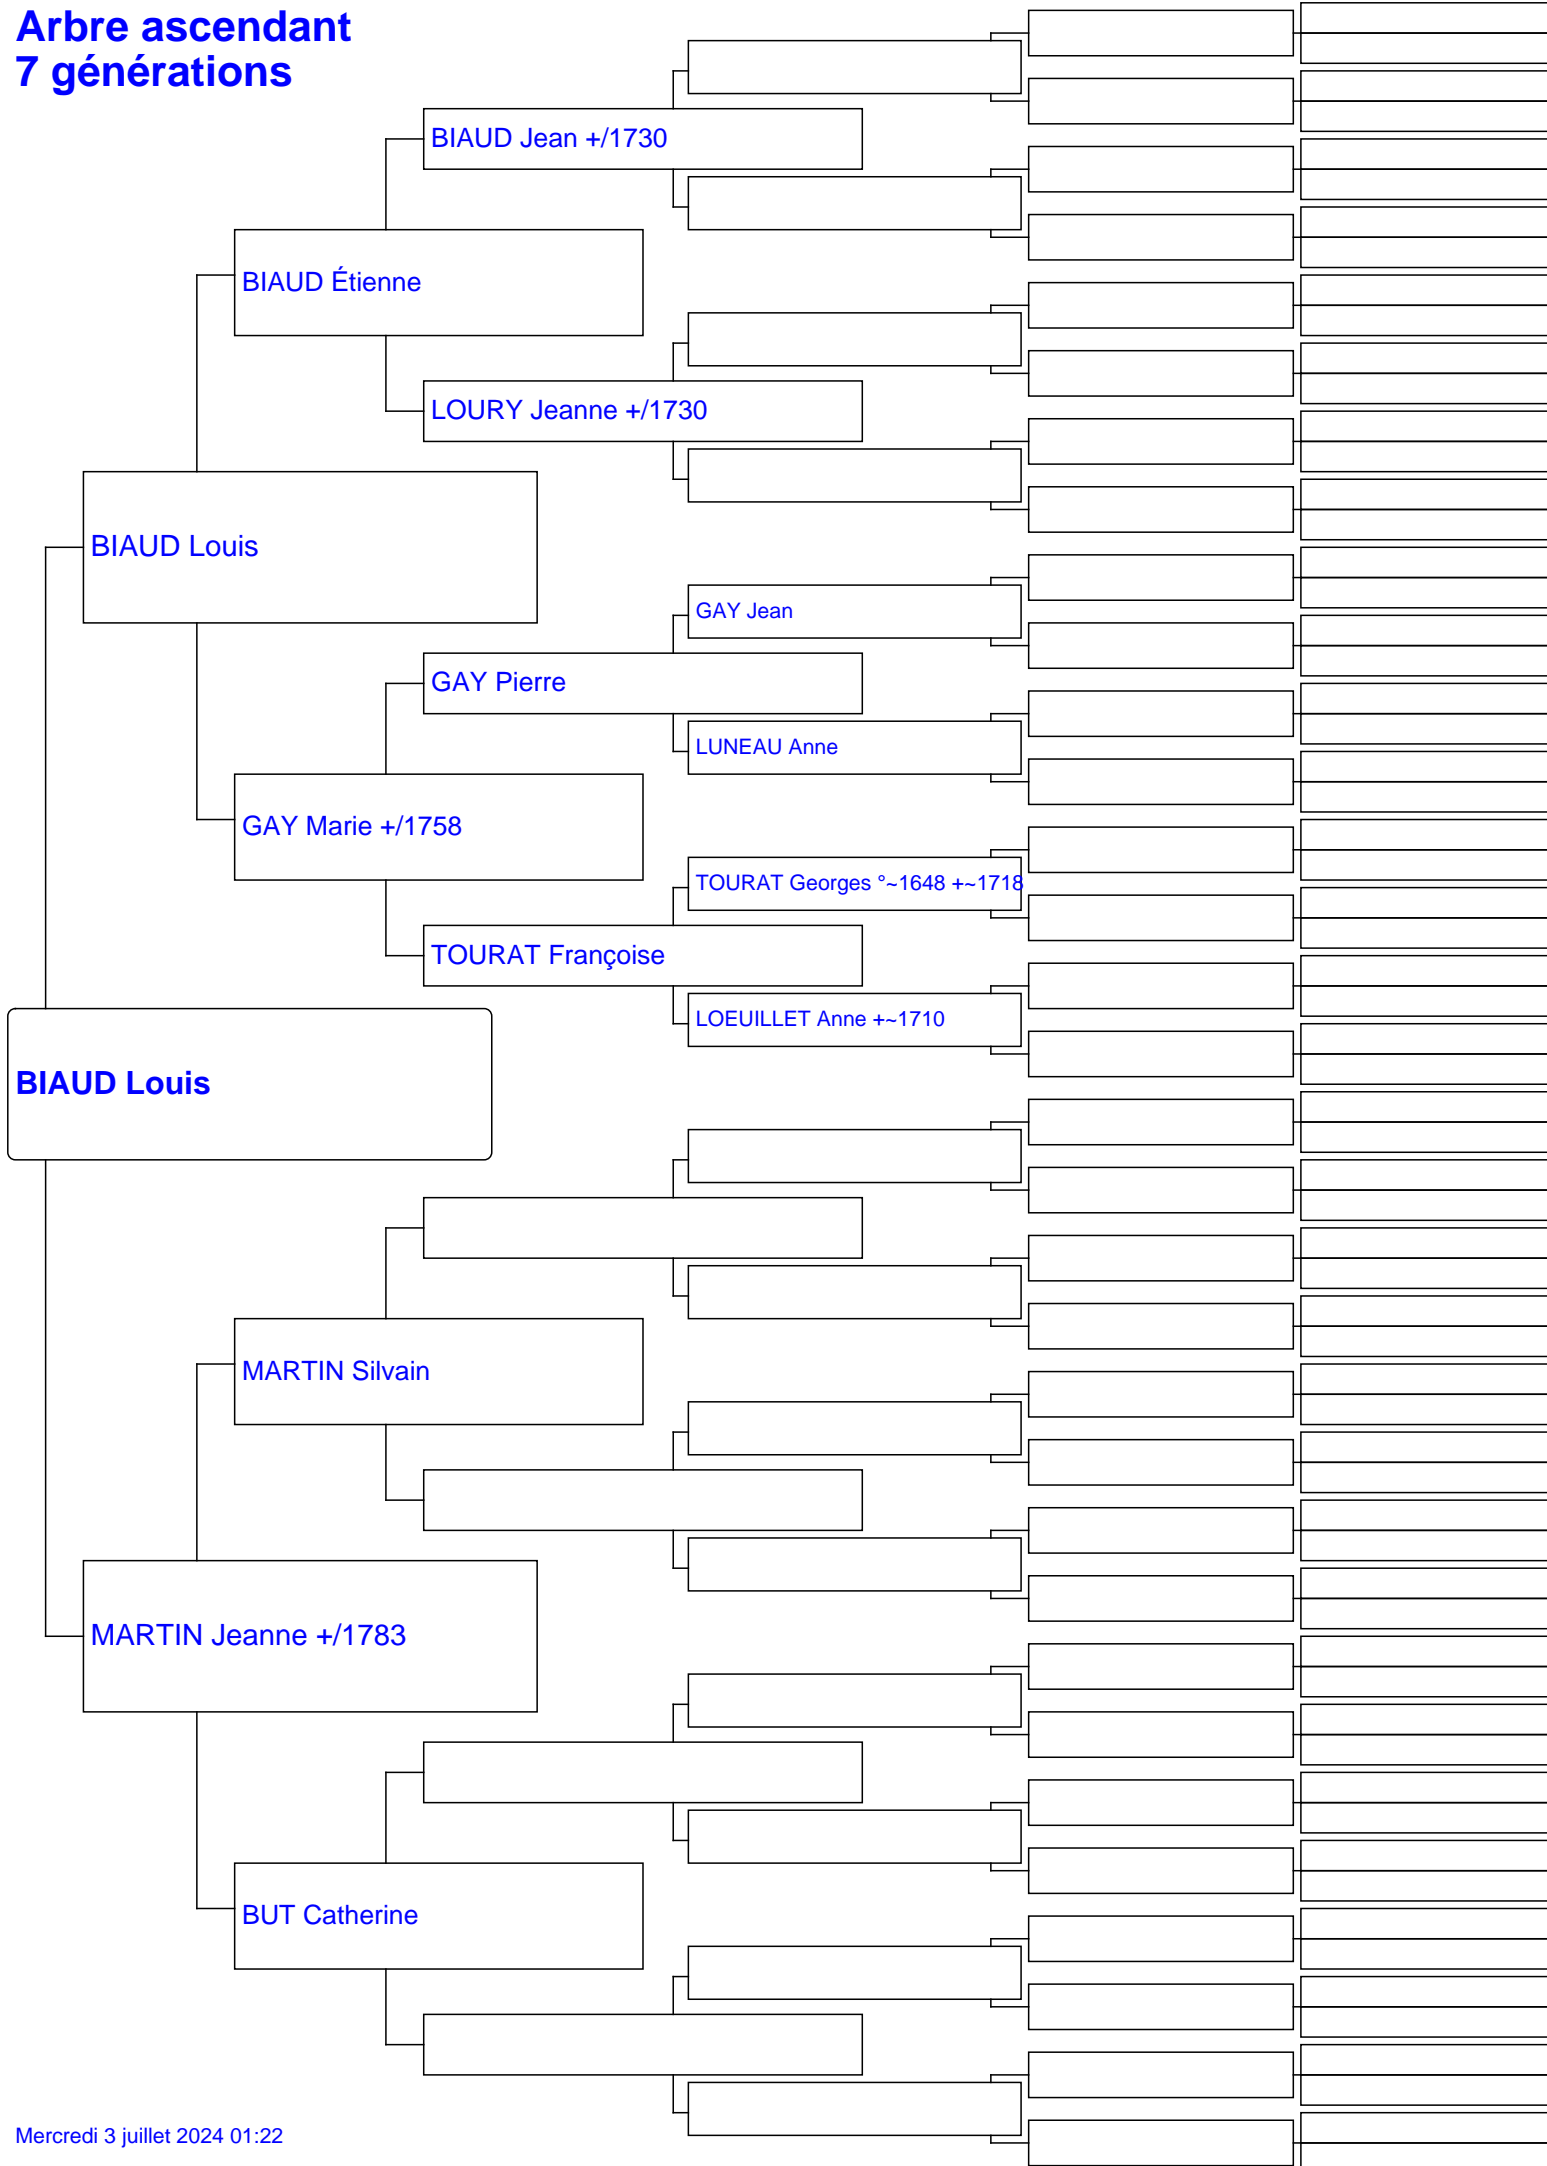 Arbre ascendant
7 générations
BIAUD Jean +/1730
BIAUD Étienne
LOURY Jeanne +/1730
BIAUD Louis
GAY Jean
GAY Pierre
LUNEAU Anne
GAY Marie +/1758
TOURAT Georges °~1648 +~1718
TOURAT Françoise
LOEUILLET Anne +~1710
BIAUD Louis
MARTIN Silvain
MARTIN Jeanne +/1783
BUT Catherine
Mercredi 3 juillet 2024 01:22